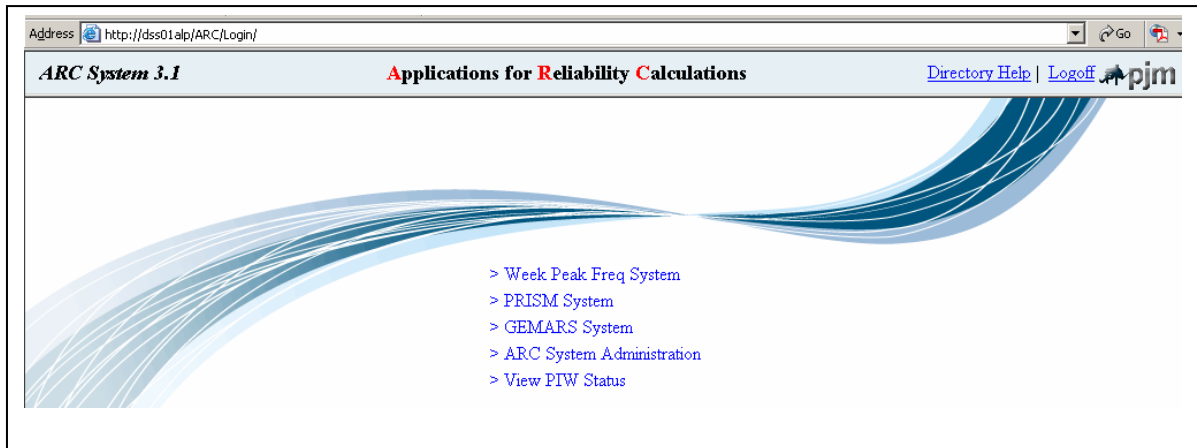 Address http://dss01alp/ARC/Login/ Go
ARC System 3.1 Applications for Reliability Calculations Directory Help | Logoff pjm
> Week Peak Freq System
> PRISM System
> GEMARS System
> ARC System Administration
> View PIW Status